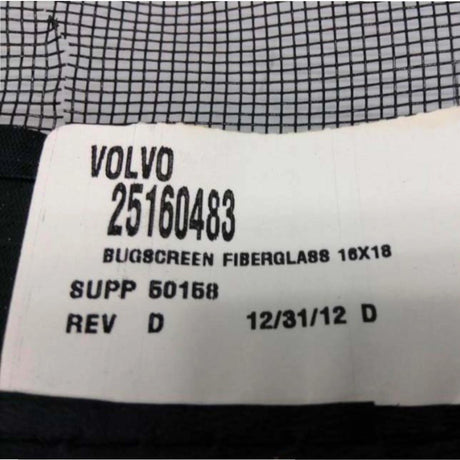 VOLVO
25160483
BUGSCREEN FIBERGLASS 16X18
SUPP 50158
REV D 12/31/12 D